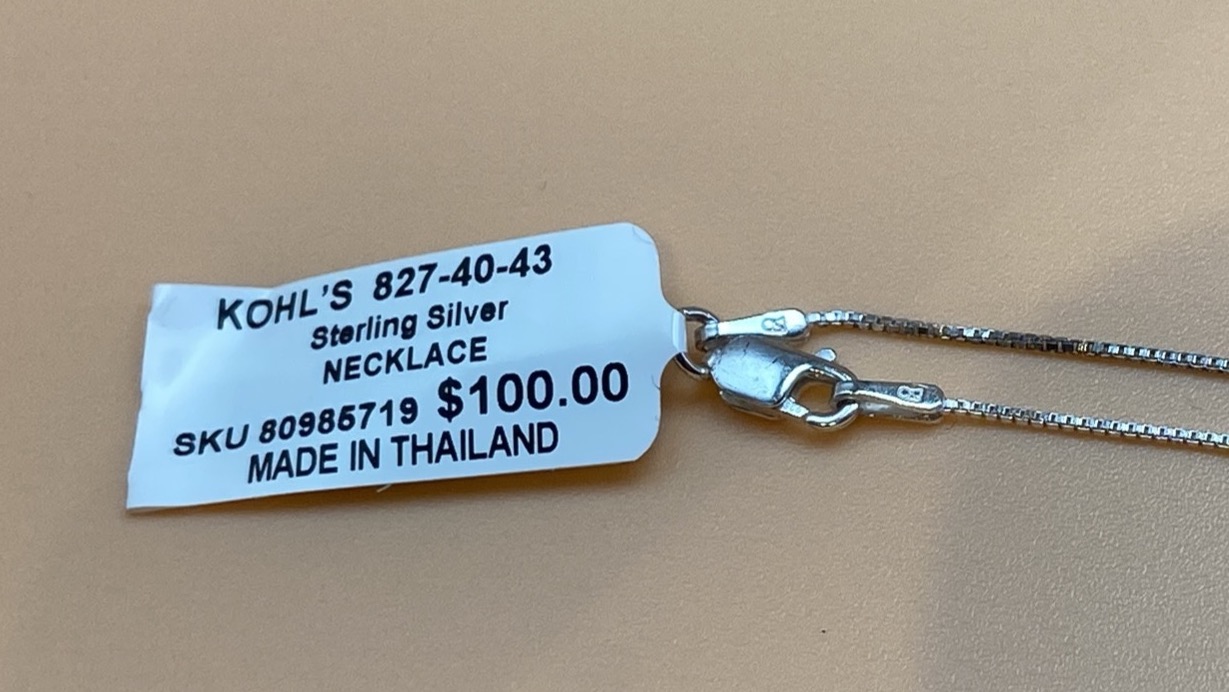 KOHL'S 827-40-43
Sterling Silver
NECKLACE
SKU 80985719 $100.00
MADE IN THAILAND